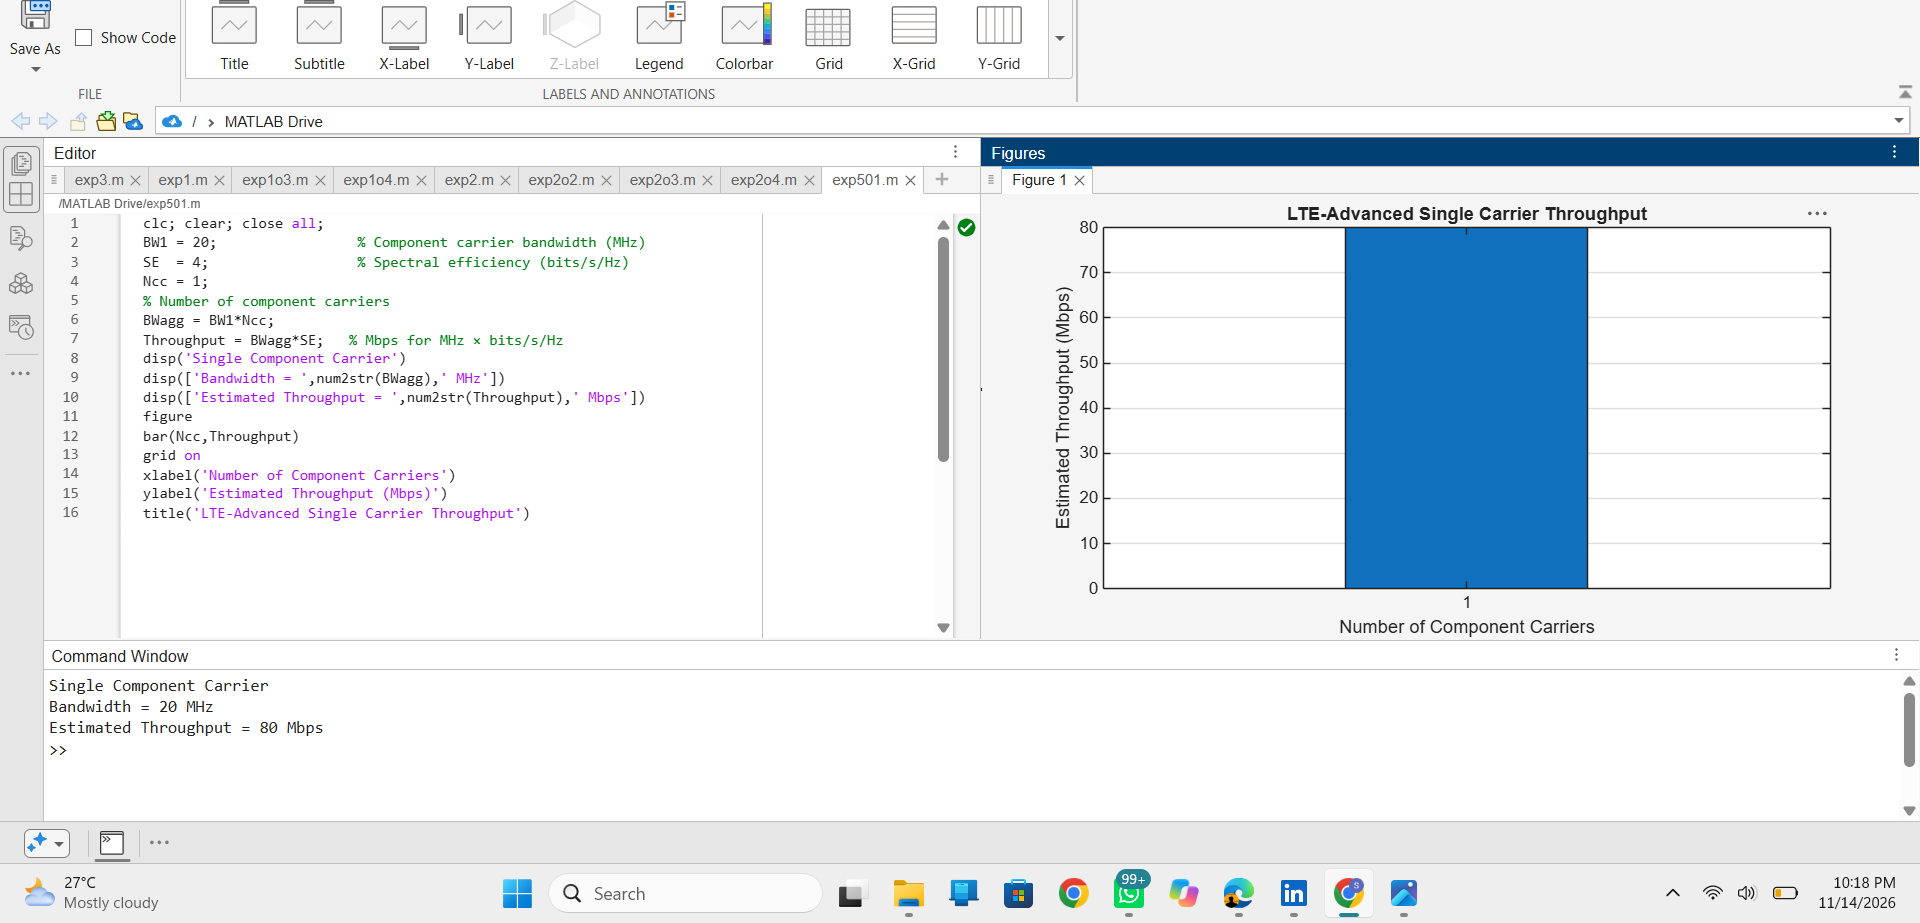 Save As
Show Code
Title
Subtitle
X-Label
Y-Label
Z-Label
Legend
Colorbar
Grid
X-Grid
Y-Grid
FILE
LABELS AND ANNOTATIONS
/ › MATLAB Drive
Editor
exp3.m
exp1.m
exp1o3.m
exp1o4.m
exp2.m
exp2o2.m
exp2o3.m
exp2o4.m
exp501.m
/MATLAB Drive/exp501.m
1 clc; clear; close all;
2 BW1 = 20; % Component carrier bandwidth (MHz)
3 SE = 4; % Spectral efficiency (bits/s/Hz)
4 Ncc = 1;
5 % Number of component carriers
6 BWagg = BW1*Ncc;
7 Throughput = BWagg*SE; % Mbps for MHz × bits/s/Hz
8 disp('Single Component Carrier')
9 disp(['Bandwidth = ',num2str(BWagg),' MHz'])
10 disp(['Estimated Throughput = ',num2str(Throughput),' Mbps'])
11 figure
12 bar(Ncc,Throughput)
13 grid on
14 xlabel('Number of Component Carriers')
15 ylabel('Estimated Throughput (Mbps)')
16 title('LTE-Advanced Single Carrier Throughput')
Figures
Figure 1
LTE-Advanced Single Carrier Throughput
Estimated Throughput (Mbps)
80
70
60
50
40
30
20
10
0
1
Number of Component Carriers
Command Window
Single Component Carrier
Bandwidth = 20 MHz
Estimated Throughput = 80 Mbps
>>
27°C
Mostly cloudy
Search
99+
in
S
10:18 PM
11/14/2026